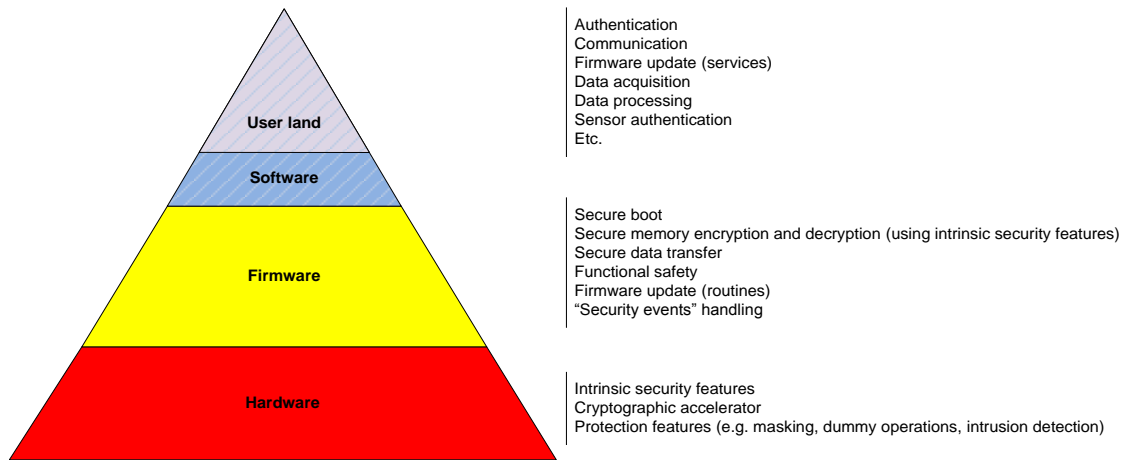 User land
Software
Firmware
Hardware
Authentication
Communication
Firmware update (services)
Data acquisition
Data processing
Sensor authentication
Etc.
Secure boot
Secure memory encryption and decryption (using intrinsic security features)
Secure data transfer
Functional safety
Firmware update (routines)
“Security events” handling
Intrinsic security features
Cryptographic accelerator
Protection features (e.g. masking, dummy operations, intrusion detection)